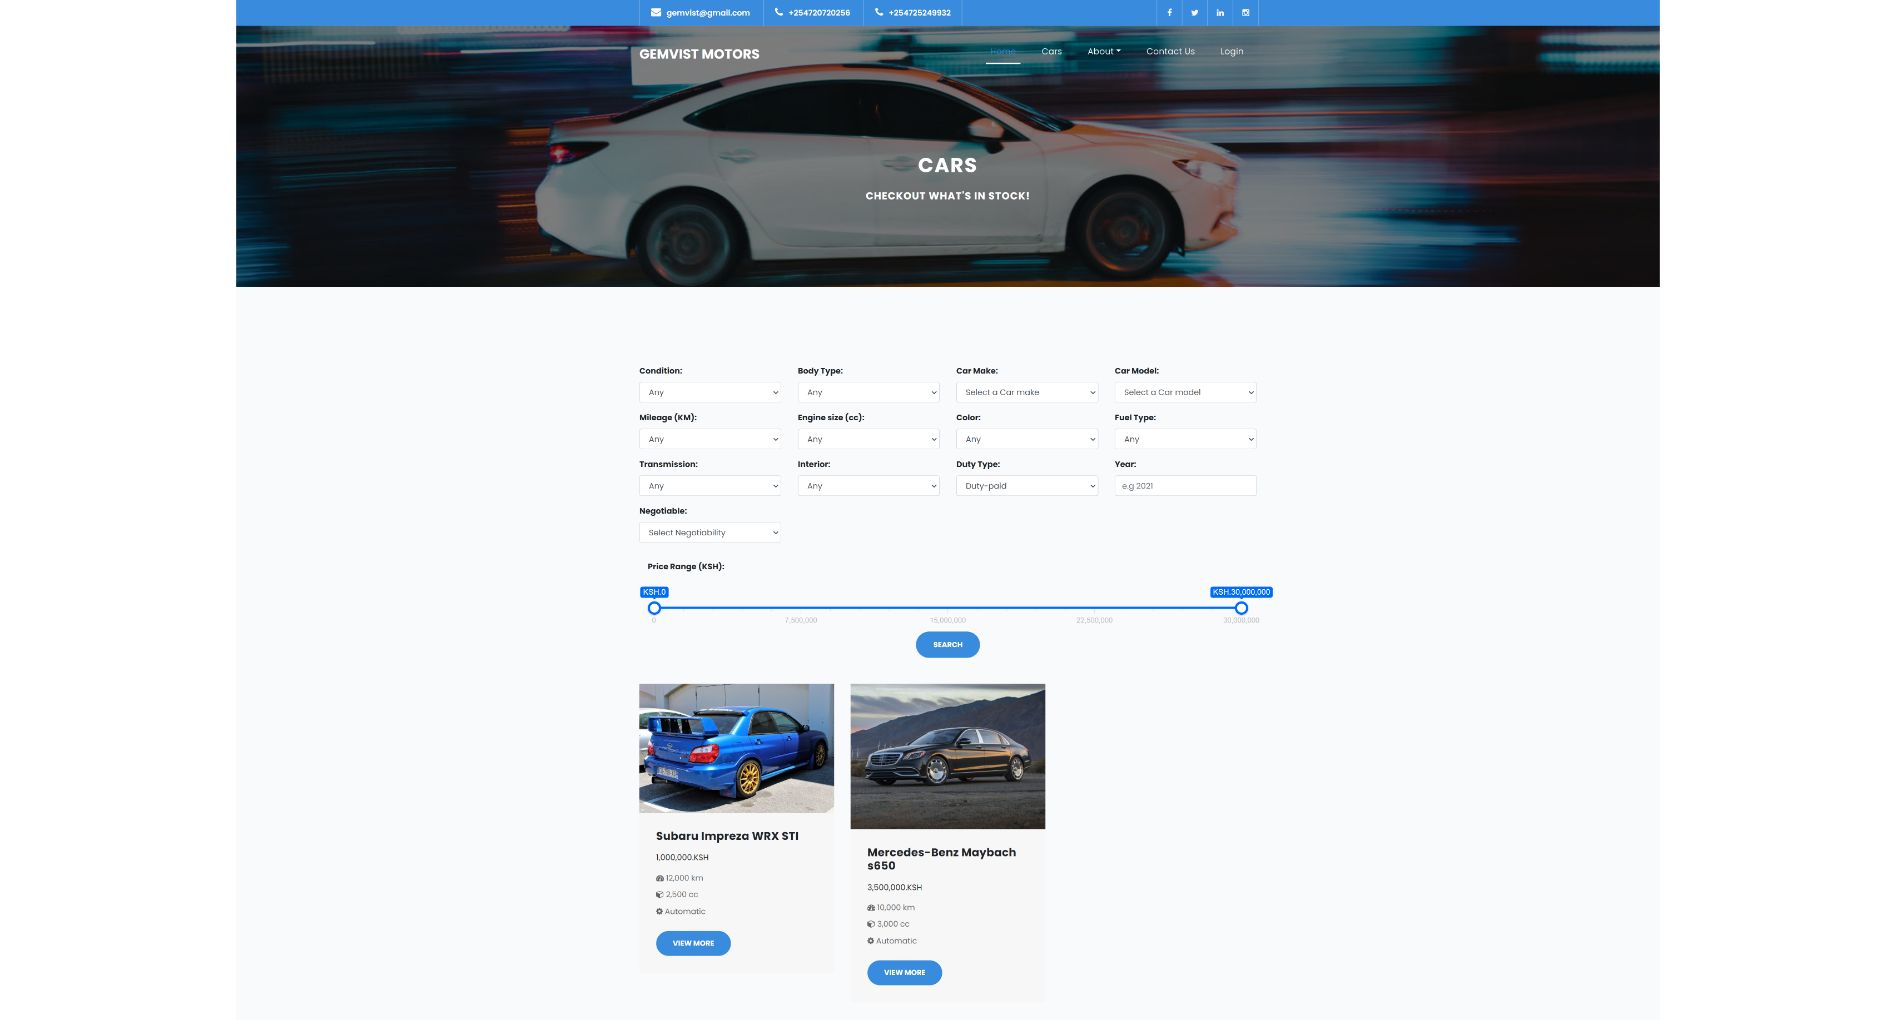 gemvist@gmail.com +254720720256 +254725249932
GEMVIST MOTORS
Home Cars About Contact Us Login
CARS
CHECKOUT WHAT'S IN STOCK!
Condition: Body Type: Car Make: Car Model:
Any Any Select a Car make Select a Car model
Mileage (KM): Engine size (cc): Color: Fuel Type:
Any Any Any Any
Transmission: Interior: Duty Type: Year:
Any Any Duty-paid e.g 2021
Negotiable:
Select Negotiability
Price Range (KSH):
KSH.0 KSH.30,000,000
0 7,500,000 15,000,000 22,500,000 30,300,000
SEARCH
Subaru Impreza WRX STI
1,000,000.KSH
12,000 km
2,500 cc
Automatic
VIEW MORE
Mercedes-Benz Maybach
s650
3,500,000.KSH
10,000 km
3,000 cc
Automatic
VIEW MORE